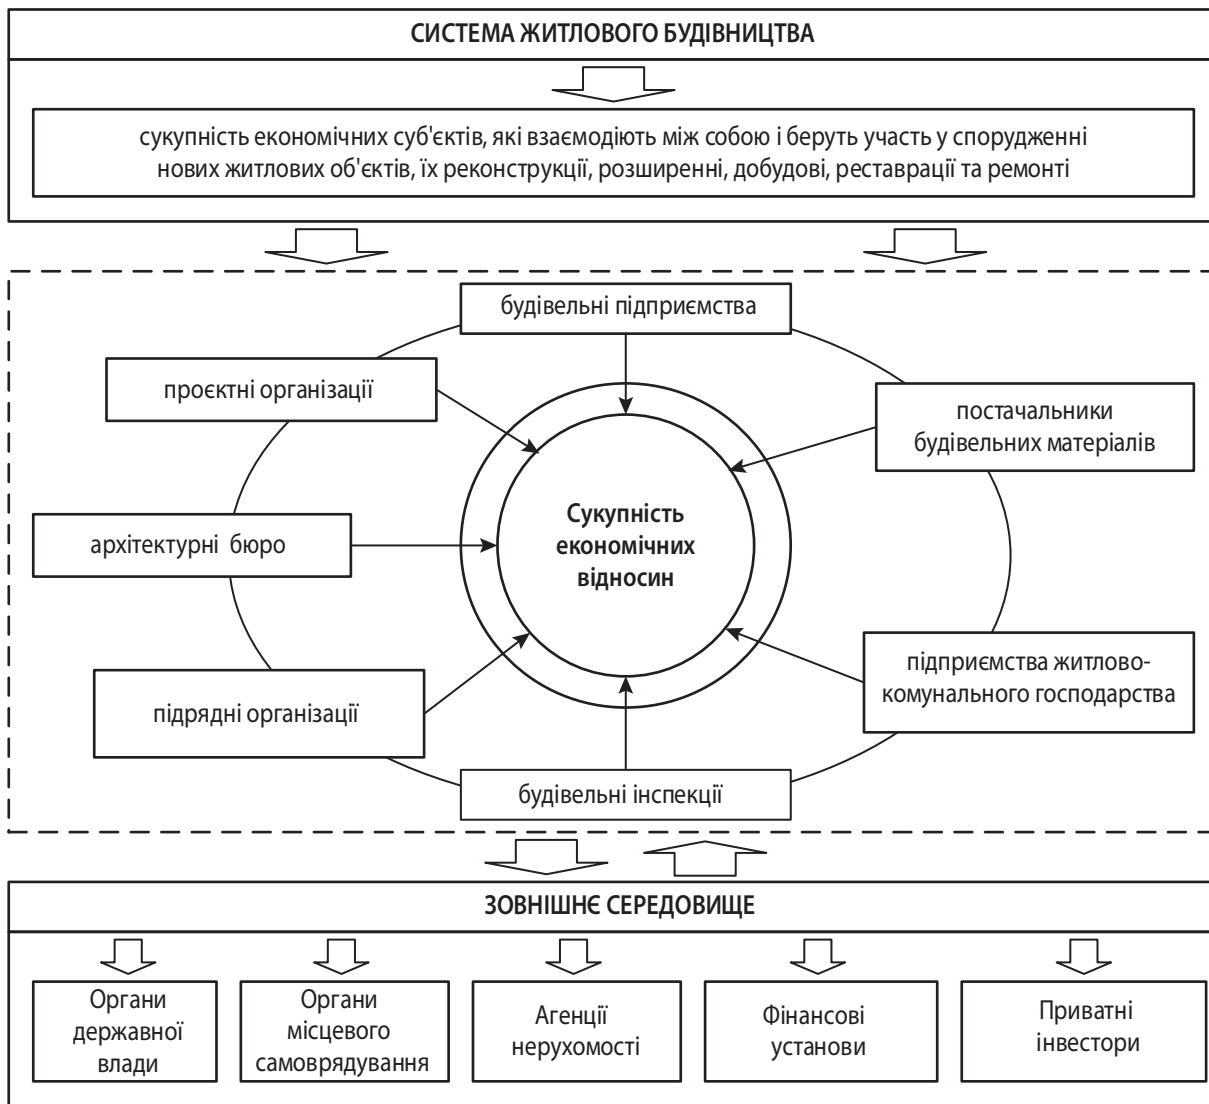 СИСТЕМА ЖИТЛОВОГО БУДІВНИЦТВА
сукупність економічних суб'єктів, які взаємодіють між собою і беруть участь у спорудженні
нових житлових об'єктів, їх реконструкції, розширенні, добудові, реставрації та ремонті
будівельні підприємства
проєктні організації
постачальники
будівельних матеріалів
архітектурні бюро
Сукупність
економічних
відносин
підрядні організації
підприємства житлово-
комунального господарства
будівельні інспекції
ЗОВНІШНЄ СЕРЕДОВИЩЕ
Органи
державної
влади
Органи
місцевого
самоврядування
Агенції
нерухомості
Фінансові
установи
Приватні
інвестори